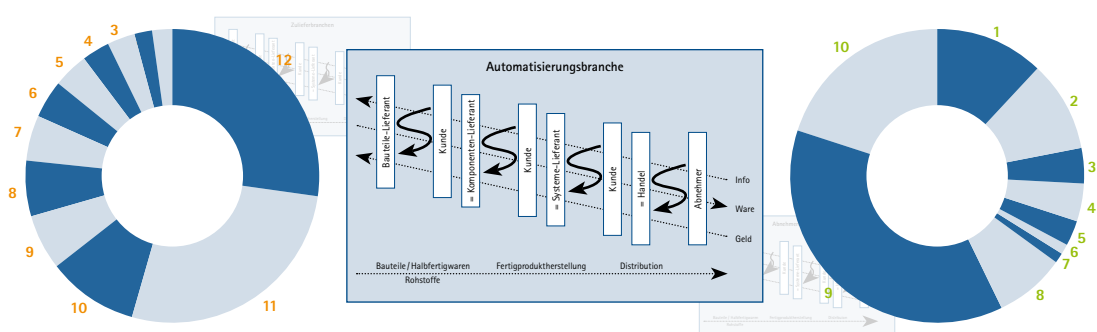 3
4
5
6
7
8
9
10
11
12
Zulieferbranchen
Automatisierungsbranche
Bauteile-Lieferant
Kunde
= Komponenten-Lieferant
Kunde
= Systeme-Lieferant
Kunde
= Handel
Abnehmer
Info
Ware
Geld
Bauteile / Halbfertigwaren
Rohstoffe
Fertigproduktherstellung
Distribution
1
2
3
4
5
6
7
8
9
10